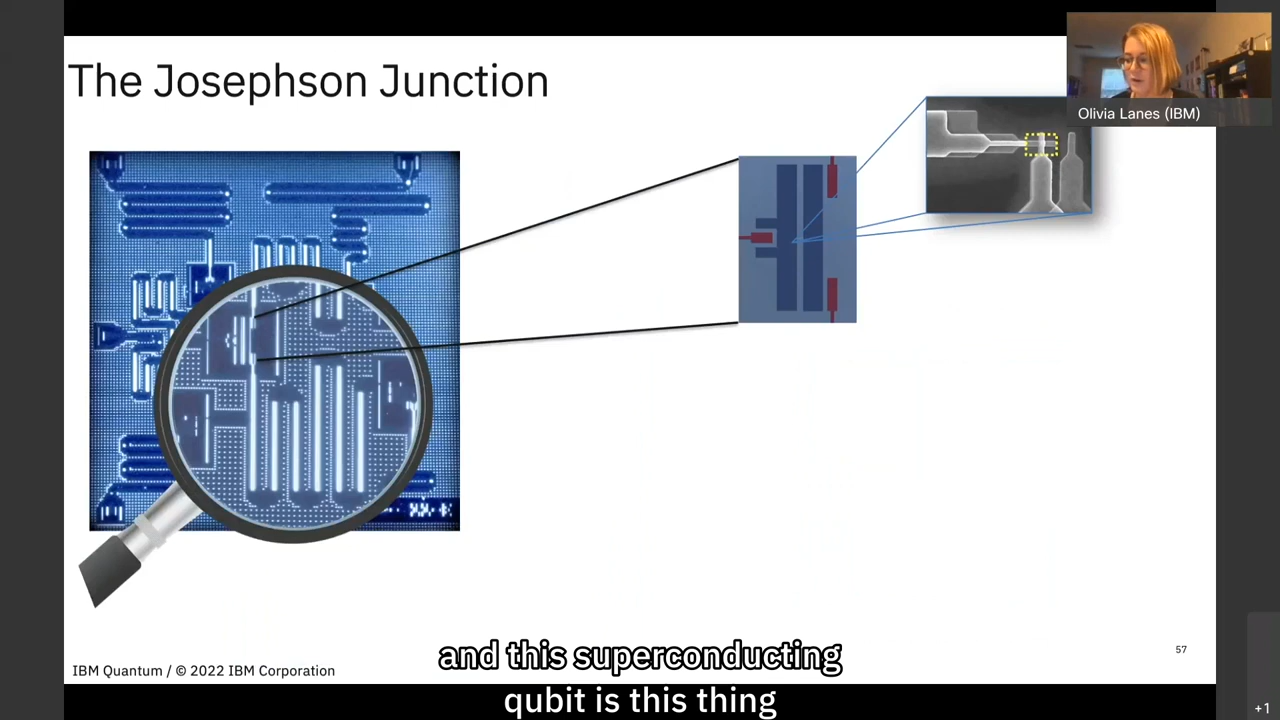 The Josephson Junction
Olivia Lanes (IBM)
57
IBM Quantum / © 2022 IBM Corporation
and this superconducting
qubit is this thing
+1